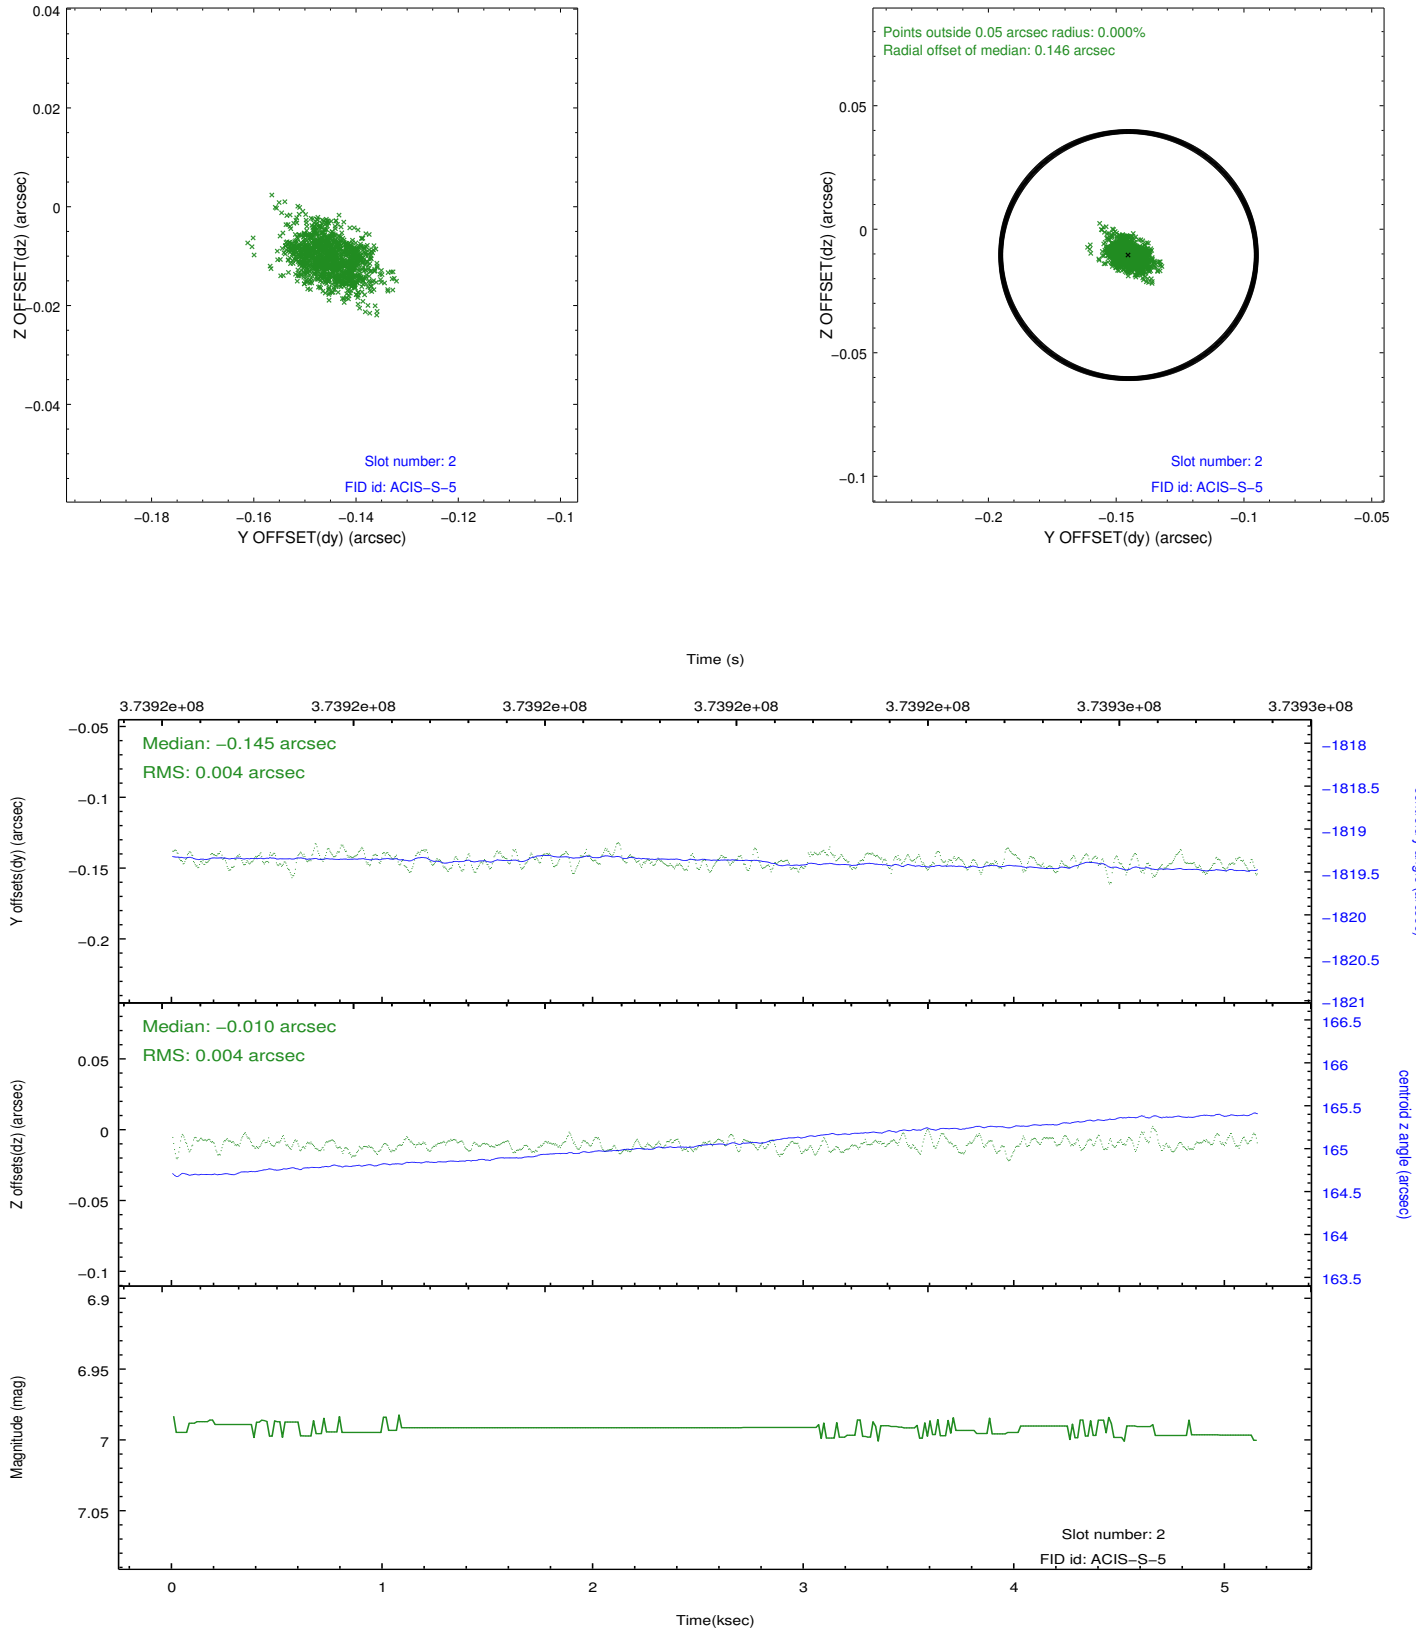 0.04
0.02
0
−0.02
−0.04
Z OFFSET(dz) (arcsec)
Slot number: 2
FID id: ACIS−S−5
−0.18
−0.16
−0.14
−0.12
−0.1
Y OFFSET(dy) (arcsec)
Points outside 0.05 arcsec radius: 0.000%
Radial offset of median: 0.146 arcsec
0.05
0
−0.05
−0.1
Z OFFSET(dz) (arcsec)
Slot number: 2
FID id: ACIS−S−5
−0.2
−0.15
−0.1
−0.05
Y OFFSET(dy) (arcsec)
Time (s)
3.7392e+08
3.7392e+08
3.7392e+08
3.7392e+08
3.7392e+08
3.7393e+08
3.7393e+08
Median: −0.145 arcsec
RMS: 0.004 arcsec
−0.05
−0.1
−0.15
−0.2
Y offsets(dy) (arcsec)
−1818
−1818.5
−1819
−1819.5
−1820
−1820.5
−1821
Median: −0.010 arcsec
RMS: 0.004 arcsec
0.05
0
−0.05
−0.1
Z offsets(dz) (arcsec)
166.5
166
165.5
165
164.5
164
163.5
centroid z angle (arcsec)
6.9
6.95
7
7.05
Magnitude (mag)
Slot number: 2
FID id: ACIS−S−5
0
1
2
3
4
5
Time(ksec)